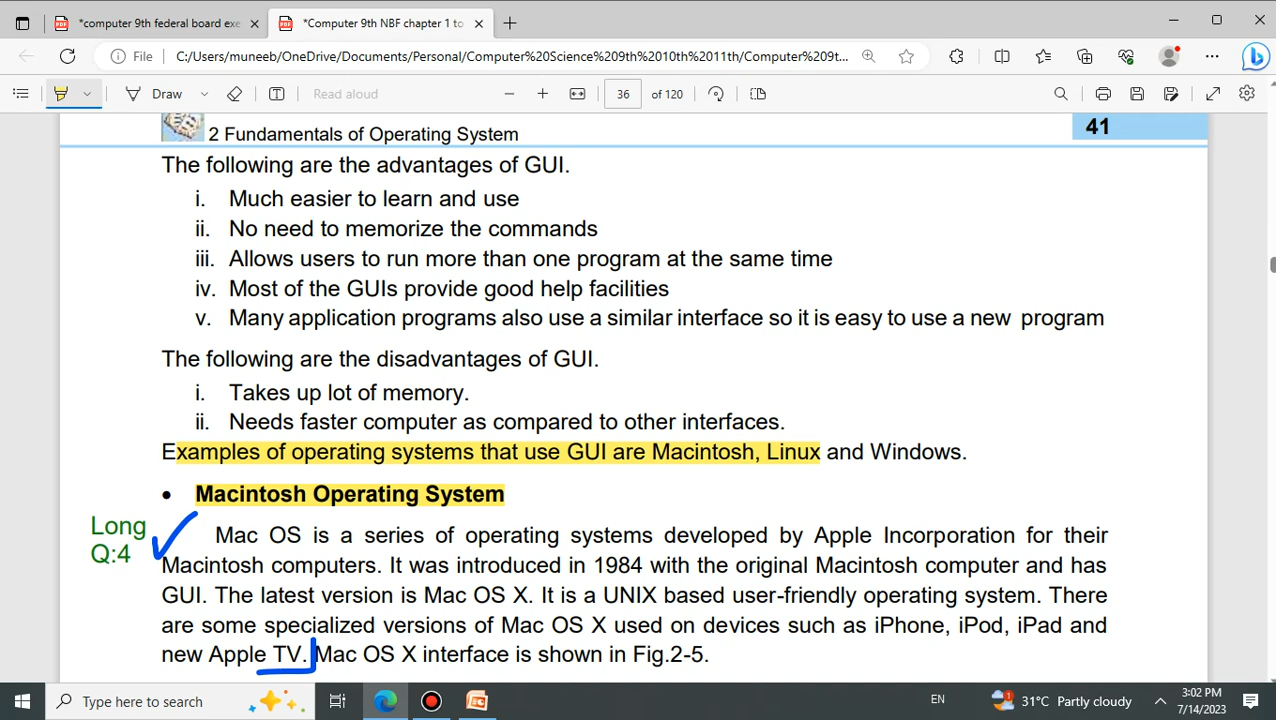 *computer 9th federal board exe
*Computer 9th NBF chapter 1 to
File C:/Users/muneeb/OneDrive/Documents/Personal/Computer%20Science%209th%2010th%2011th/Computer%209t...
Draw Read aloud 36 of 120
2 Fundamentals of Operating System 41
The following are the advantages of GUI.
i. Much easier to learn and use
ii. No need to memorize the commands
iii. Allows users to run more than one program at the same time
iv. Most of the GUIs provide good help facilities
v. Many application programs also use a similar interface so it is easy to use a new program
The following are the disadvantages of GUI.
i. Takes up lot of memory.
ii. Needs faster computer as compared to other interfaces.
Examples of operating systems that use GUI are Macintosh, Linux and Windows.
• Macintosh Operating System
Long
Q:4
Mac OS is a series of operating systems developed by Apple Incorporation for their
Macintosh computers. It was introduced in 1984 with the original Macintosh computer and has
GUI. The latest version is Mac OS X. It is a UNIX based user-friendly operating system. There
are some specialized versions of Mac OS X used on devices such as iPhone, iPod, iPad and
new Apple TV. Mac OS X interface is shown in Fig.2-5.
Type here to search
EN
1
31°C Partly cloudy
3:02 PM
7/14/2023